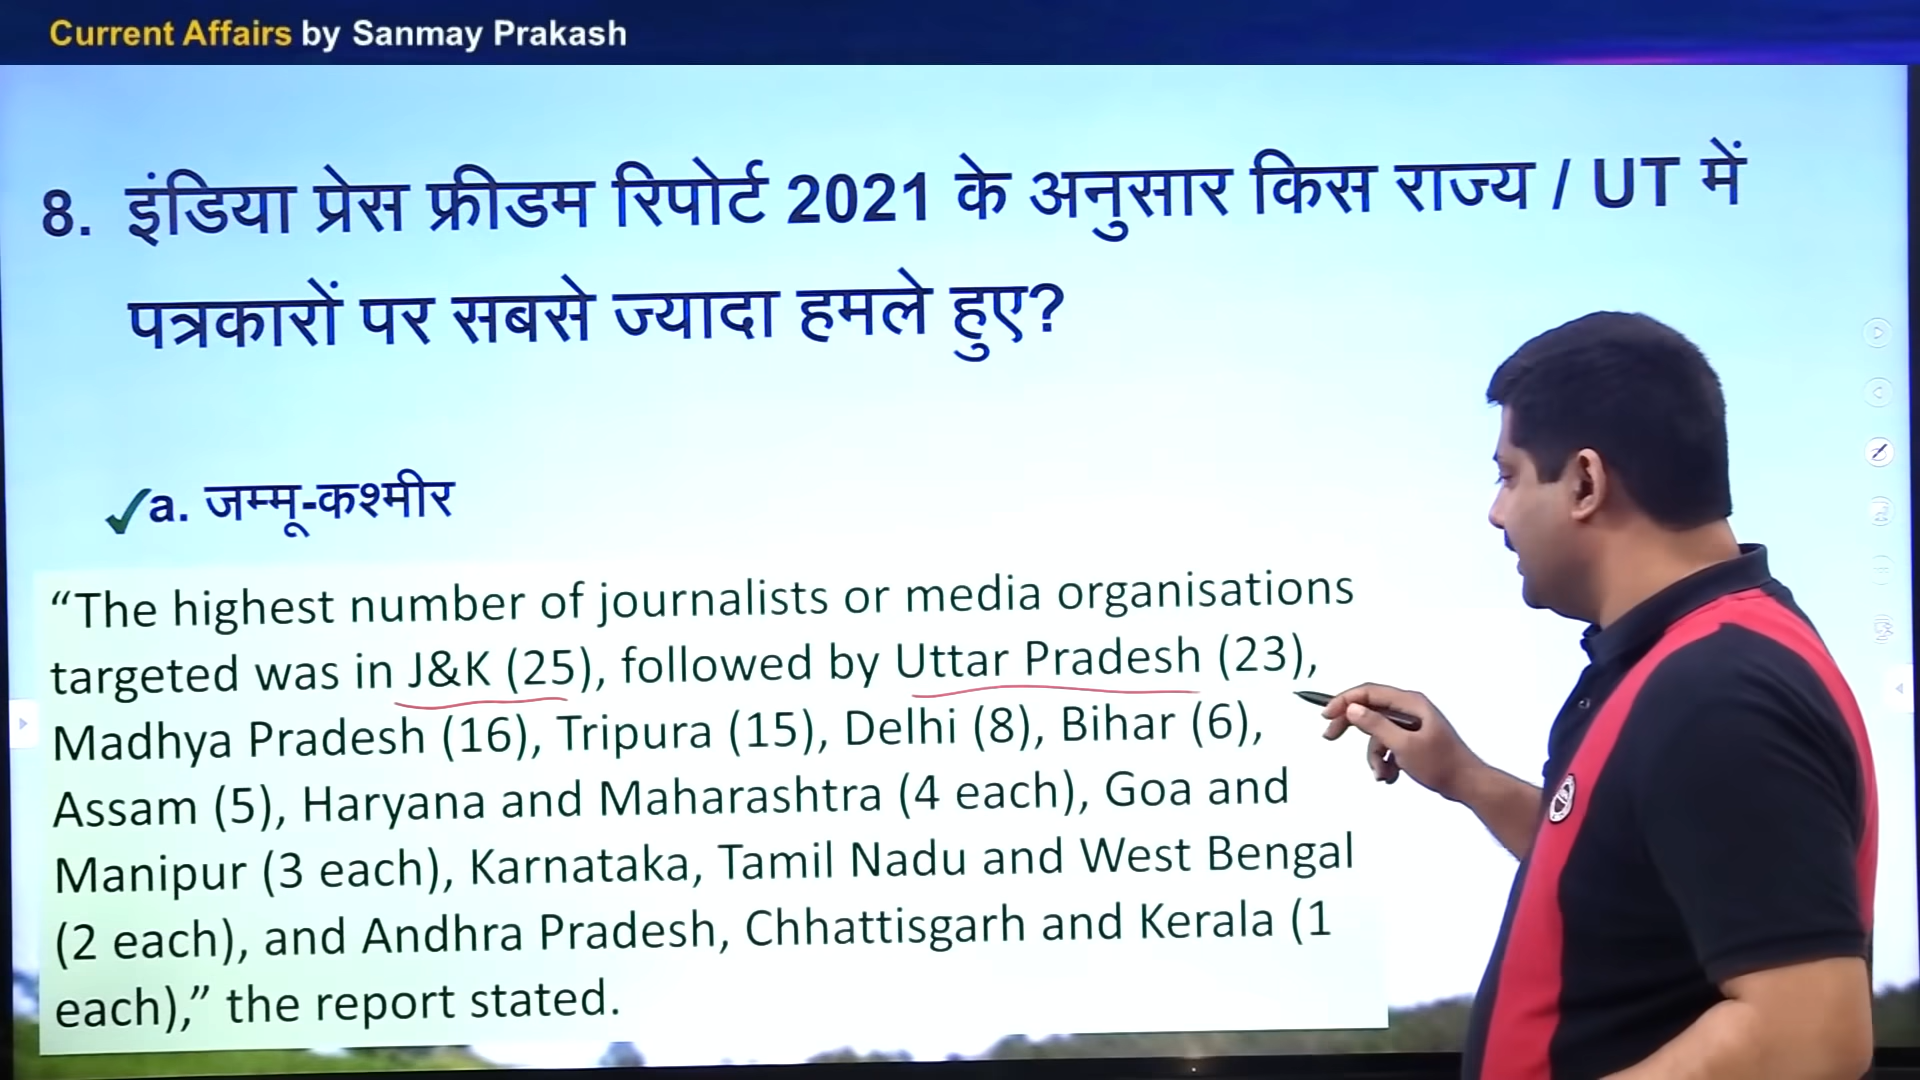 Current Affairs by Sanmay Prakash
8. इंडिया प्रेस फ्रीडम रिपोर्ट 2021 के अनुसार किस राज्य / UT में
पत्रकारों पर सबसे ज्यादा हमले हुए?
a. जम्मू-कश्मीर
“The highest number of journalists or media organisations
targeted was in J&K (25), followed by Uttar Pradesh (23),
Madhya Pradesh (16), Tripura (15), Delhi (8), Bihar (6),
Assam (5), Haryana and Maharashtra (4 each), Goa and
Manipur (3 each), Karnataka, Tamil Nadu and West Bengal
(2 each), and Andhra Pradesh, Chhattisgarh and Kerala (1
each),” the report stated.